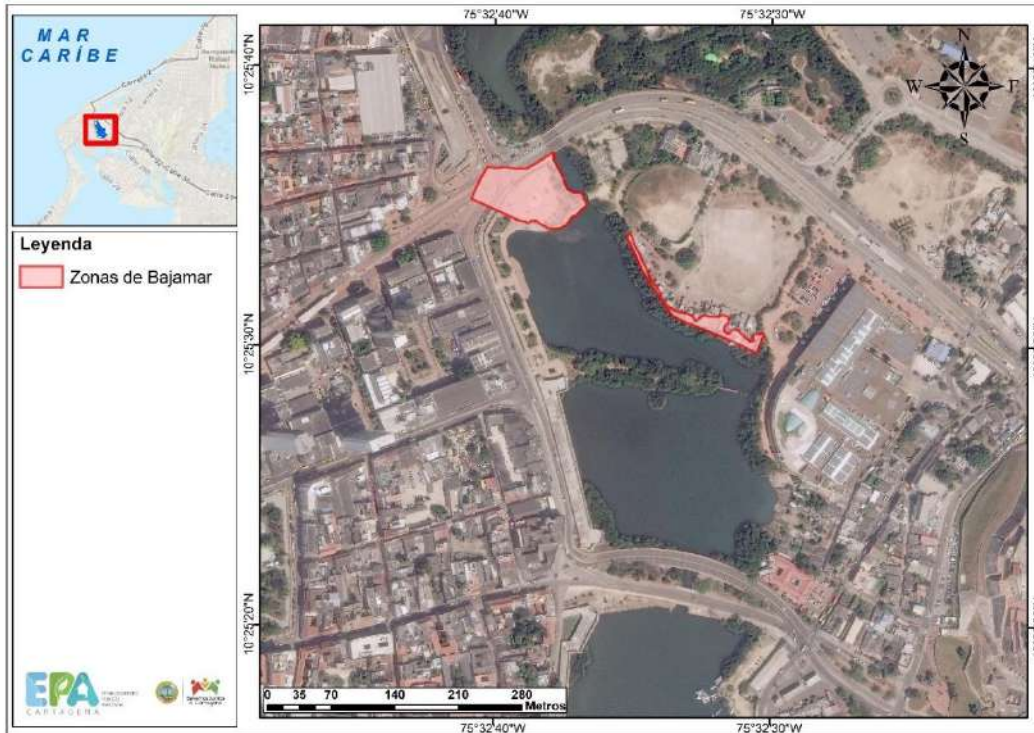 MAR
CARÍBE
Leyenda
Zonas de Bajamar
EPA
CARTAGENA
75°32'40"W
75°32'30"W
10°25'40"N
10°25'30"N
10°25'20"N
N
W
S
0 35 70 140 210 280
Metros
75°32'40"W
75°32'30"W